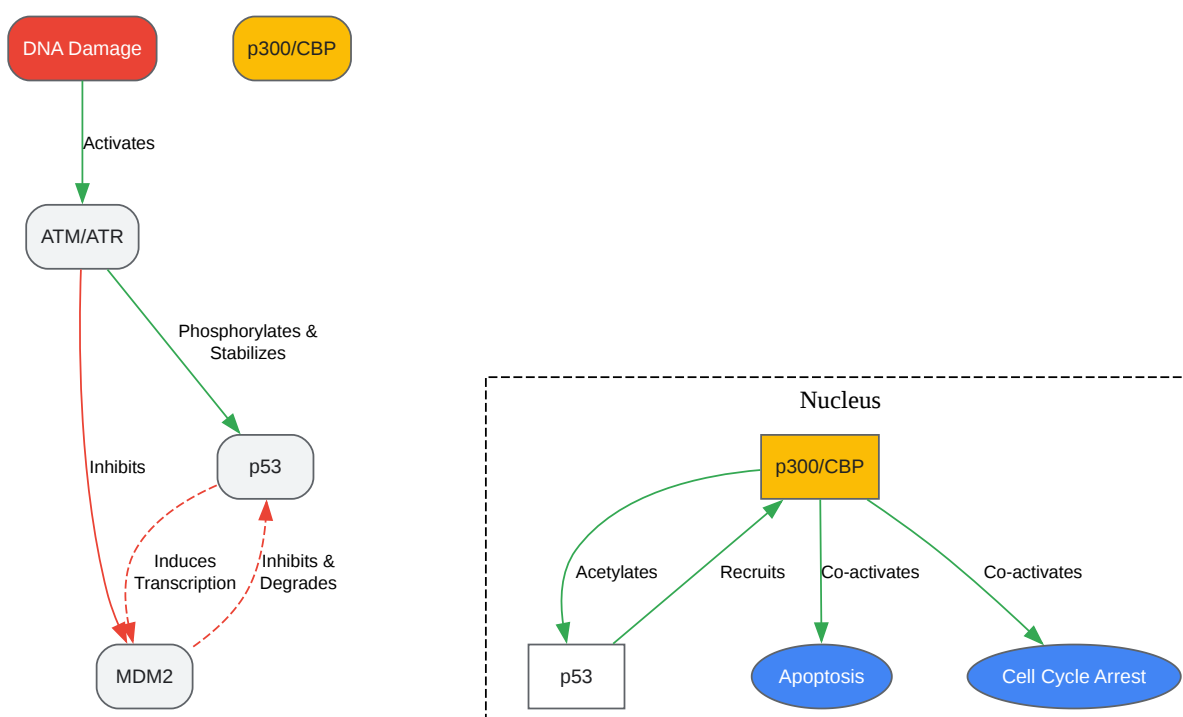 DNA Damage
p300/CBP
Activates
ATM/ATR
Phosphorylates &
Stabilizes
Nucleus
Inhibits
p53
p300/CBP
Induces
Transcription
Inhibits &
Degrades
Acetylates
Recruits
Co-activates
Co-activates
MDM2
p53
Apoptosis
Cell Cycle Arrest